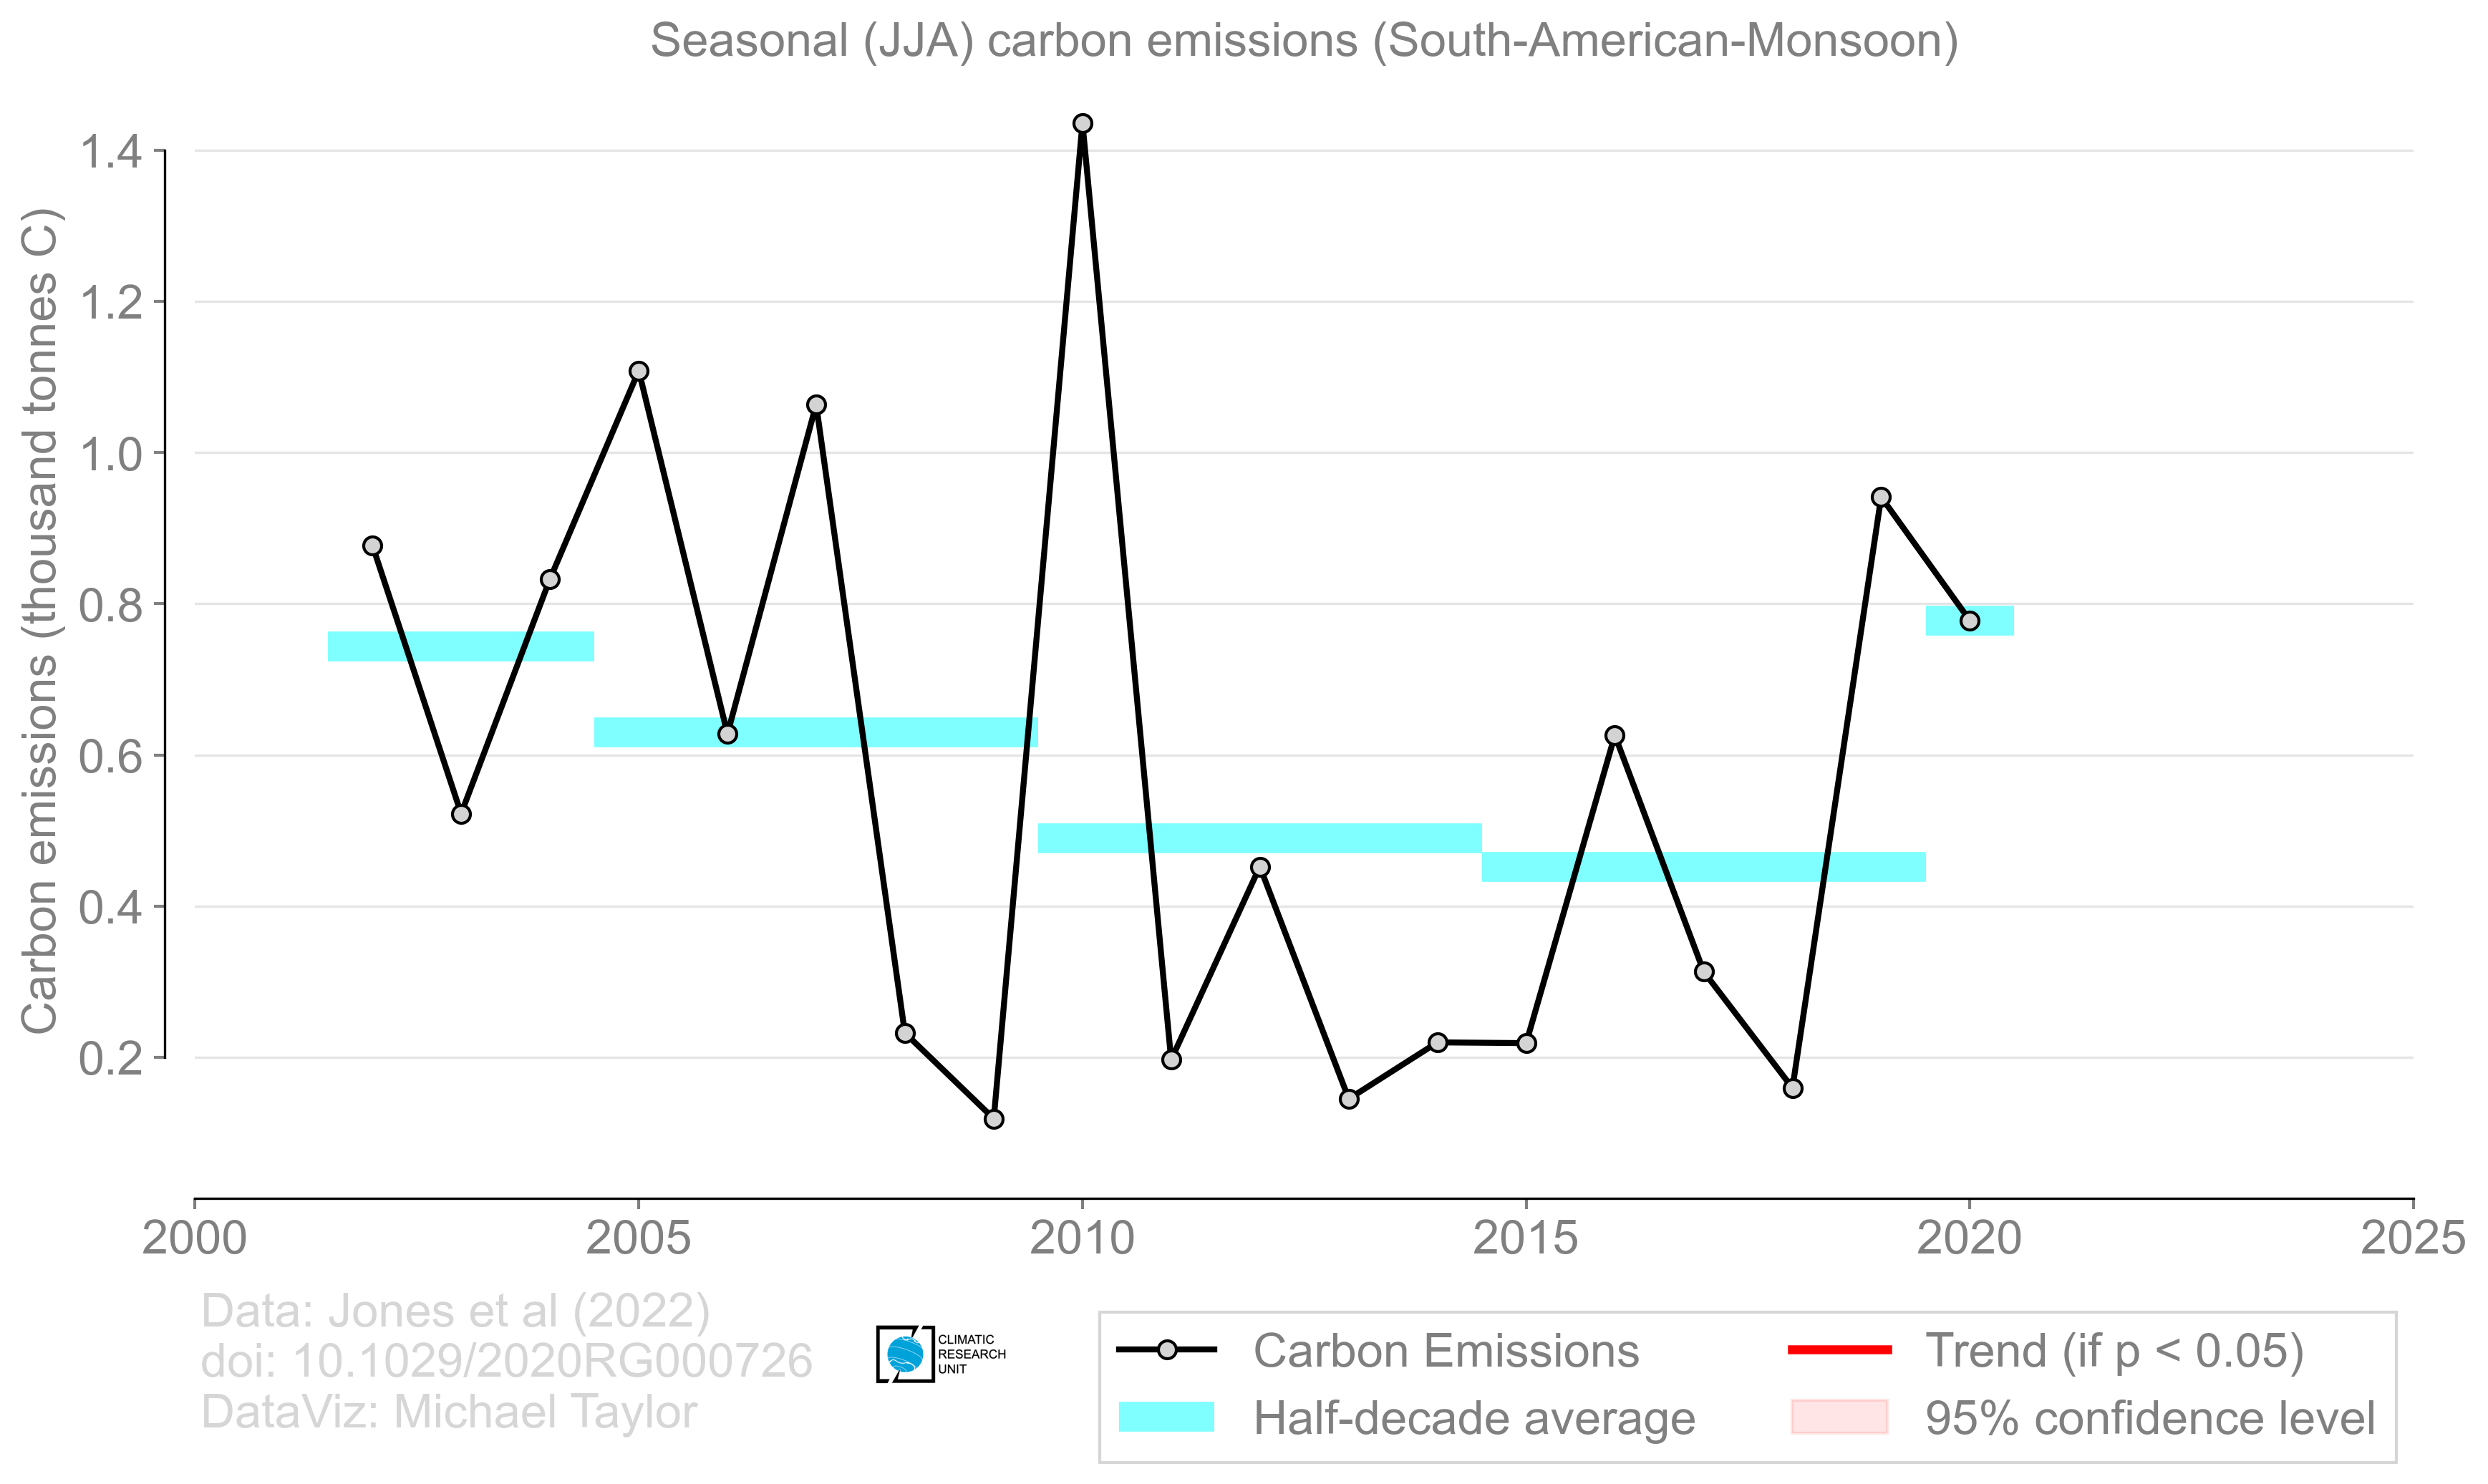 Seasonal (JJA) carbon emissions (South-American-Monsoon)
Carbon emissions (thousand tonnes C)
1.4
1.2
1.0
0.8
0.6
0.4
0.2
2000
2005
2010
2015
2020
2025
Data: Jones et al (2022)
doi: 10.1029/2020RG000726
DataViz: Michael Taylor
CLIMATIC
RESEARCH
UNIT
Carbon Emissions
Half-decade average
Trend (if p < 0.05)
95% confidence level